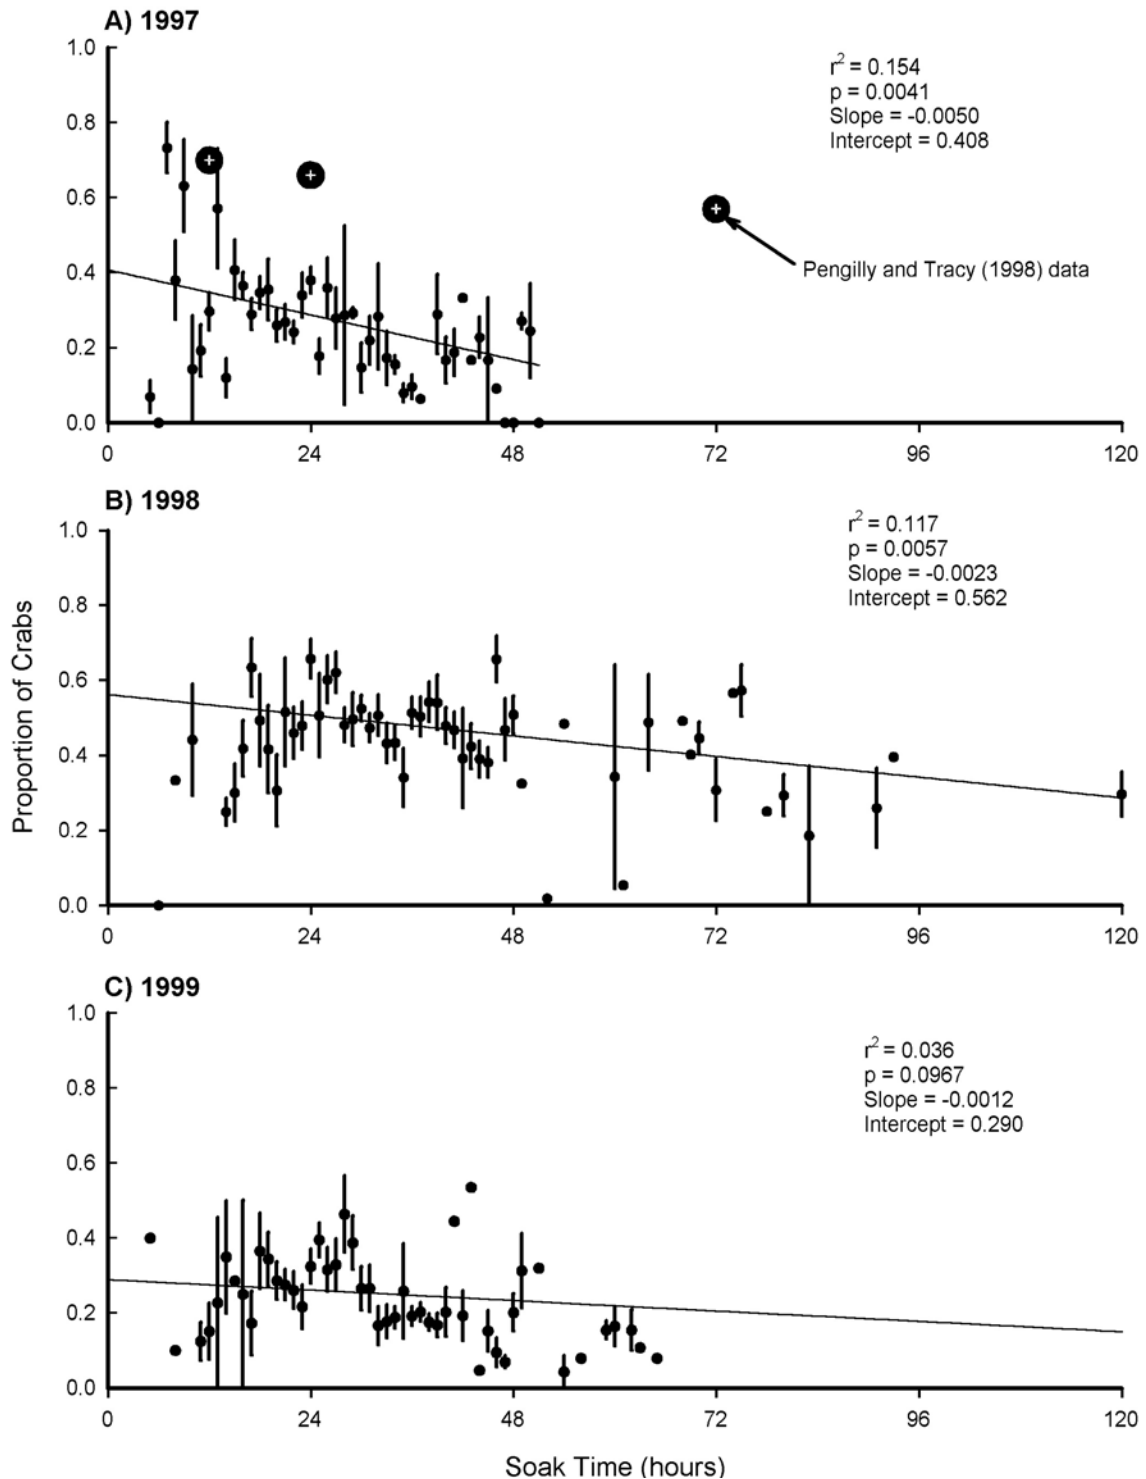 A) 1997
1.0
0.8
0.6
0.4
0.2
0.0
r² = 0.154
p = 0.0041
Slope = -0.0050
Intercept = 0.408
Pengilly and Tracy (1998) data
0 24 48 72 96 120
B) 1998
1.0
0.8
0.6
0.4
0.2
0.0
r² = 0.117
p = 0.0057
Slope = -0.0023
Intercept = 0.562
Proportion of Crabs
0 24 48 72 96 120
C) 1999
1.0
0.8
0.6
0.4
0.2
0.0
r² = 0.036
p = 0.0967
Slope = -0.0012
Intercept = 0.290
0 24 48 72 96 120
Soak Time (hours)